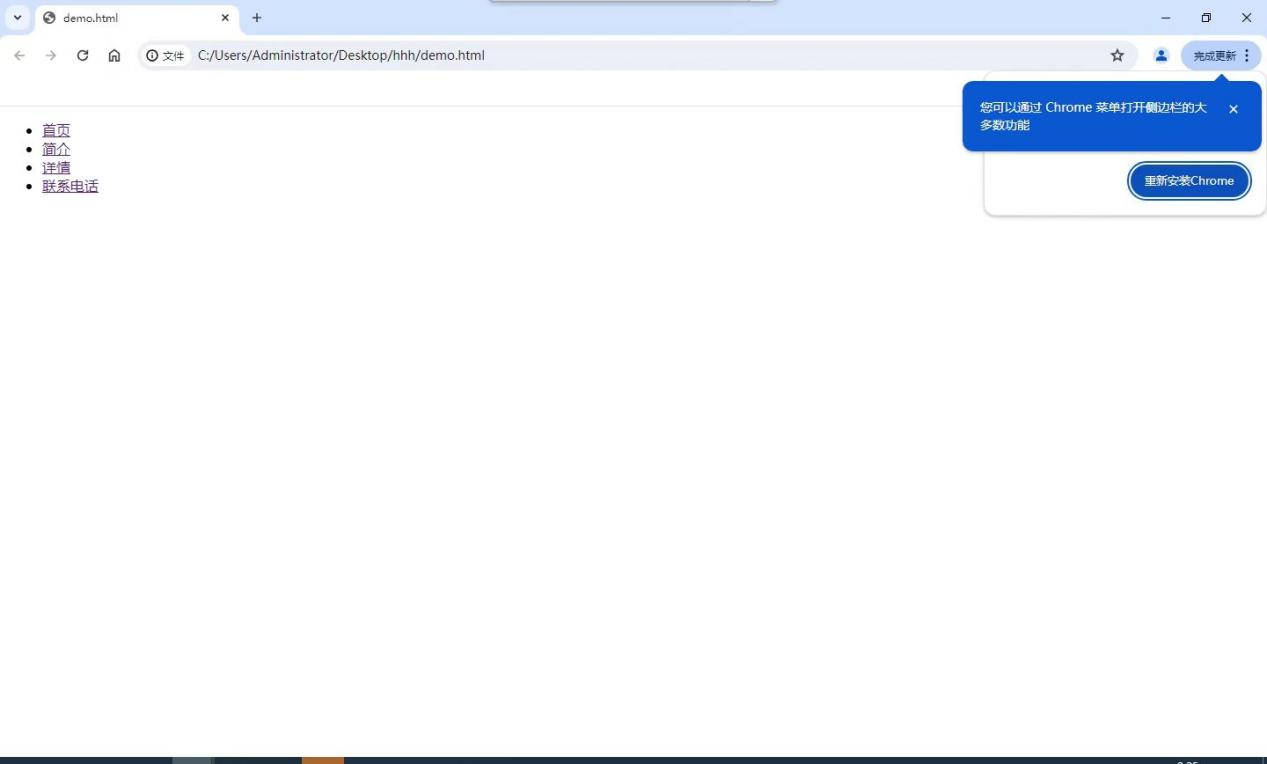 demo.html
文件 C:/Users/Administrator/Desktop/hhh/demo.html
完成更新
您可以通过 Chrome 菜单打开侧边栏的大
多数功能
重新安装Chrome
首页
简介
详情
联系电话